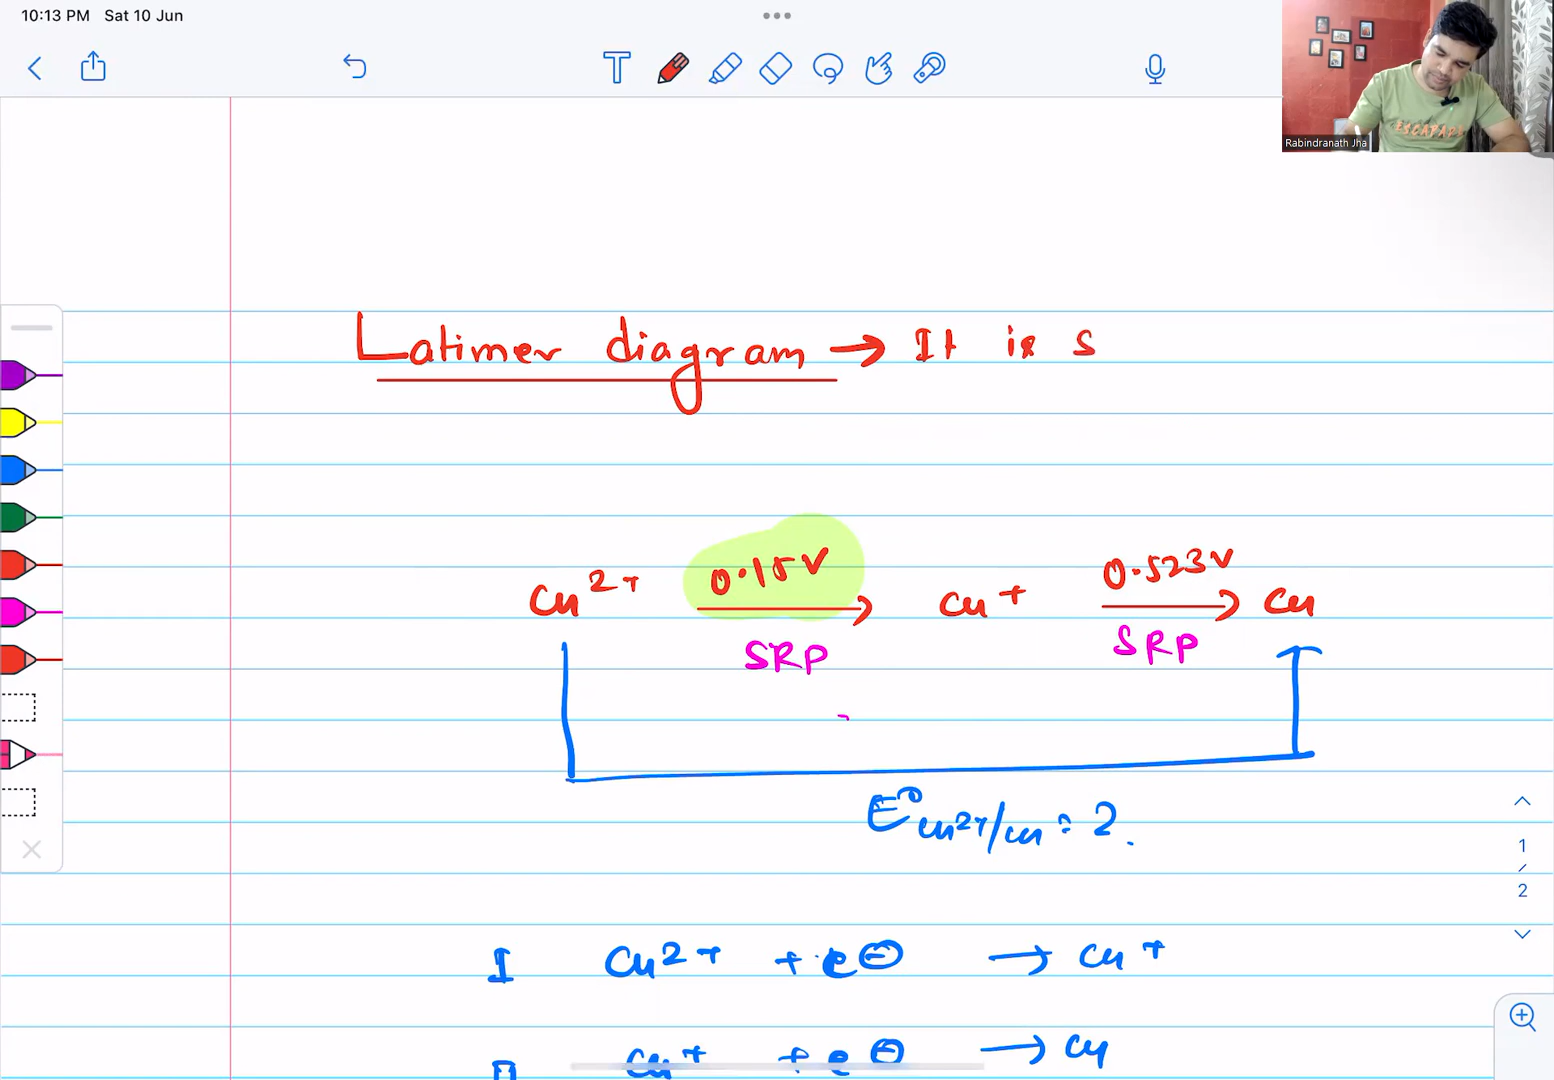 10:13 PM Sat 10 Jun
ESCAPADE
Rabindranath Jha
Latimer diagram → It is s
Cu²⁺ 0.15V → Cu⁺ 0.523V → Cu
SRP SRP
E°Cu²⁺/Cu = ?
1
/
2
I Cu²⁺ + e⊖ → Cu⁺
II Cu⁺ + e⊖ → Cu